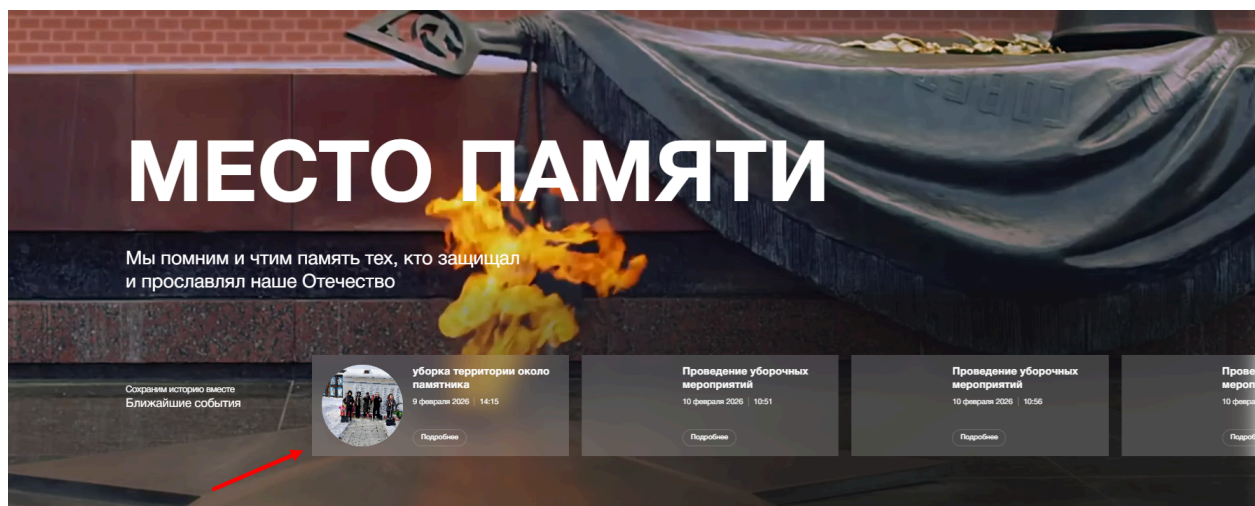 МЕСТО ПАМЯТИ
Мы помним и чтим память тех, кто защищал
и прославлял наше Отечество
Сохраним историю вместе
Ближайшие события
уборка территории около
памятника
9 февраля 2026 | 14:15
Подробнее
Проведение уборочных
мероприятий
10 февраля 2026 | 10:51
Подробнее
Проведение уборочных
мероприятий
10 февраля 2026 | 10:56
Подробнее
Прове
мероп
10 февра
Подроб